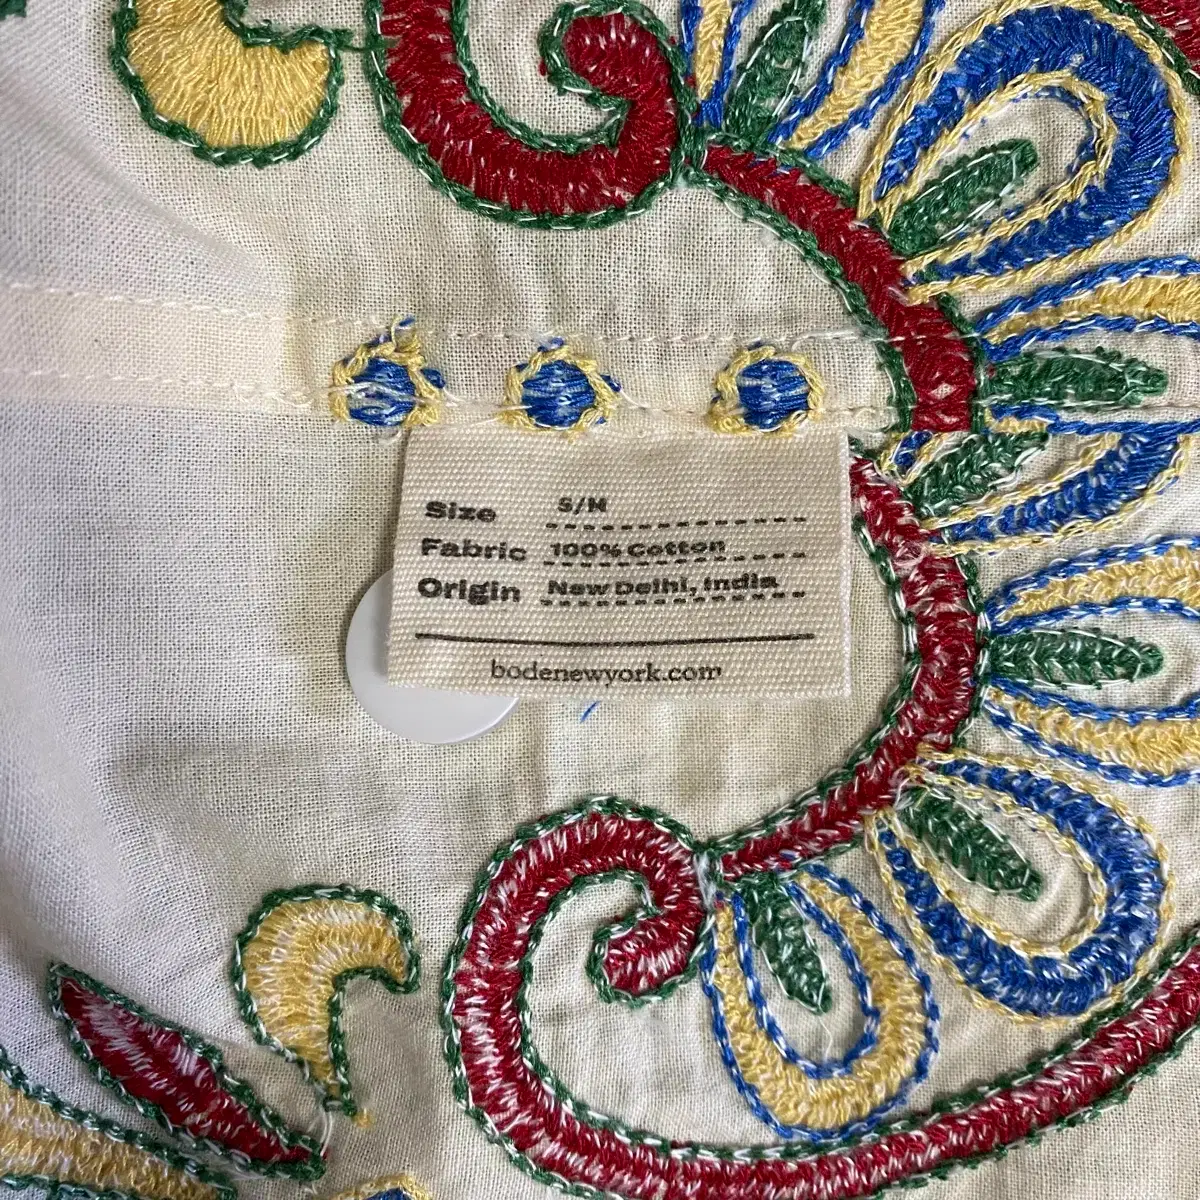 Size S/M
Fabric 100% Cotton
Origin New Delhi, India
bodenewyork.com